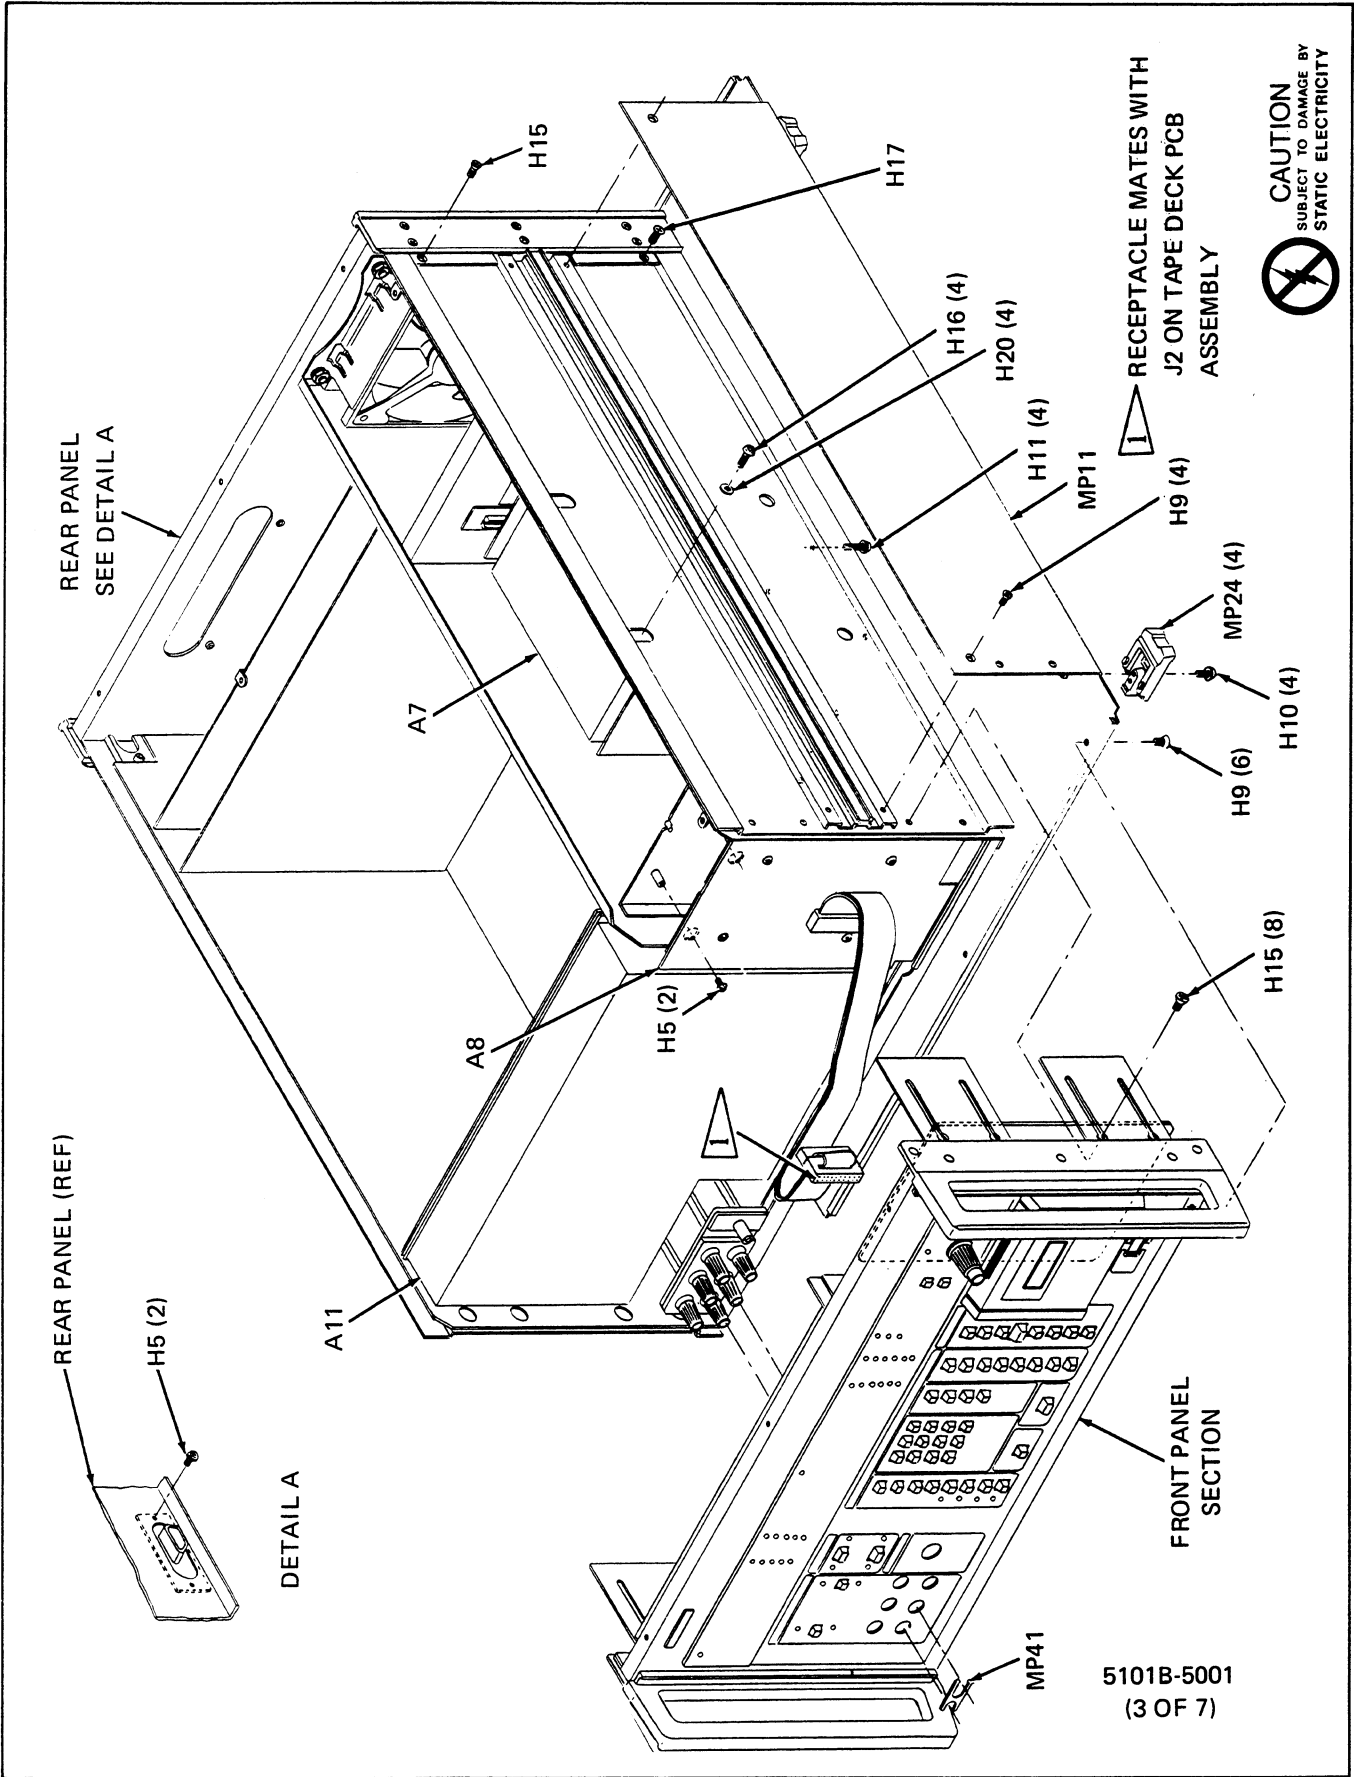 REAR PANEL (REF)
H5 (2)
DETAIL A
REAR PANEL
SEE DETAIL A
H15
H17
A11
A8
A7
H5 (2)
1
H16 (4)
H20 (4)
H11 (4)
MP11
H9 (4)
MP24 (4)
H10 (4)
H9 (6)
H15 (8)
MP41
FRONT PANEL
SECTION
1 RECEPTACLE MATES WITH
J2 ON TAPE DECK PCB
ASSEMBLY
CAUTION
SUBJECT TO DAMAGE BY
STATIC ELECTRICITY
5101B-5001
(3 OF 7)